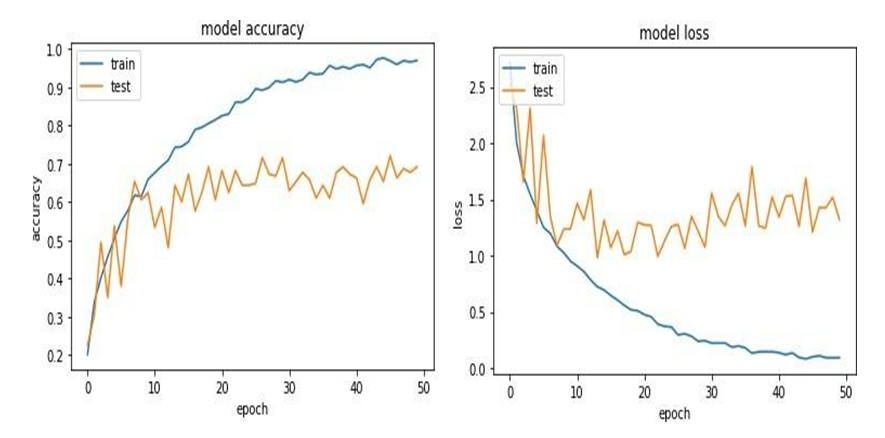 model accuracy
1.0
0.9
0.8
0.7
0.6
0.5
0.4
0.3
0.2
accuracy
train
test
0 10 20 30 40 50
epoch
model loss
2.5
2.0
1.5
1.0
0.5
0.0
loss
train
test
0 10 20 30 40 50
epoch